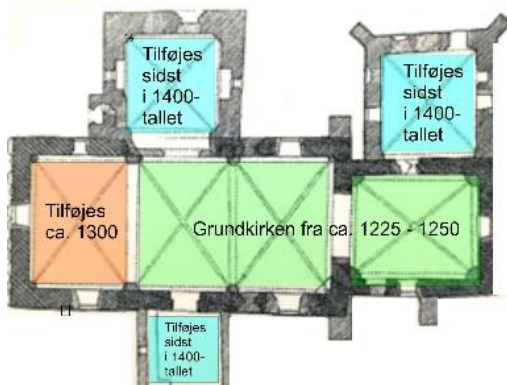 Tilføjes
sidst
i 1400-
tallet
Tilføjes
sidst
i 1400-
tallet
Tilføjes
ca. 1300
Grundkirken fra ca. 1225 - 1250
Tilføjes
sidst
i 1400-
tallet